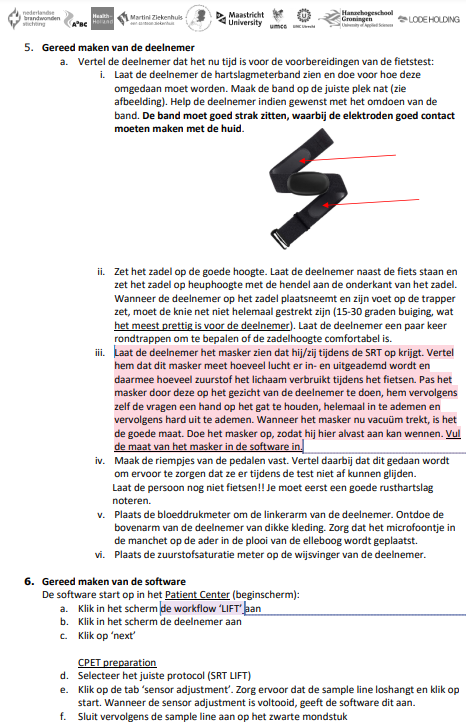 nederlandse
brandwonden
stichting
A*BC
Health~
Holland
Martini Ziekenhuis
Maastricht
University
umcg
UMC Utrecht
Hanzehogeschool
Groningen
University of Applied Sciences
LODE HOLDING
5. Gereed maken van de deelnemer
a. Vertel de deelnemer dat het nu tijd is voor de voorbereidingen van de fietstest:
i. Laat de deelnemer de hartslagmeterband zien en doe voor hoe deze
omgedaan moet worden. Maak de band op de juiste plek nat (zie
afbeelding). Help de deelnemer indien gewenst met het omdoen van de
band. De band moet goed strak zitten, waarbij de elektroden goed contact
moeten maken met de huid.
ii. Zet het zadel op de goede hoogte. Laat de deelnemer naast de fiets staan en
zet het zadel op heuphoogte met de hendel aan de onderkant van het zadel.
Wanneer de deelnemer op het zadel plaatsneemt en zijn voet op de trapper
zet, moet de knie net niet helemaal gestrekt zijn (15-30 graden buiging, wat
het meest prettig is voor de deelnemer). Laat de deelnemer een paar keer
rondtrappen om te bepalen of de zadelhoogte comfortabel is.
iii. Laat de deelnemer het masker zien dat hij/zij tijdens de SRT op krijgt. Vertel
hem dat dit masker meet hoeveel lucht er in- en uitgeademd wordt en
daarmee hoeveel zuurstof het lichaam verbruikt tijdens het fietsen. Pas het
masker door deze op het gezicht van de deelnemer te doen, hem vervolgens
zelf de vragen een hand op het gat te houden, helemaal in te ademen en
vervolgens hard uit te ademen. Wanneer het masker nu vacuüm trekt, is het
de goede maat. Doe het masker op, zodat hij hier alvast aan kan wennen. Vul
de maat van het masker in de software in.
iv. Maak de riempjes van de pedalen vast. Vertel daarbij dat dit gedaan wordt
om ervoor te zorgen dat ze er tijdens de test niet af kunnen glijden.
Laat de persoon nog niet fietsen!! Je moet eerst een goede rusthartslag
noteren.
v. Plaats de bloeddrukmeter om de linkerarm van de deelnemer. Ontdoe de
bovenarm van de deelnemer van dikke kleding. Zorg dat het microfoontje in
de manchet op de ader in de plooi van de elleboog wordt geplaatst.
vi. Plaats de zuurstofsaturatie meter op de wijsvinger van de deelnemer.
6. Gereed maken van de software
De software start op in het Patient Center (beginscherm):
a. Klik in het scherm de workflow ‘LIFT’ aan
b. Klik in het scherm de deelnemer aan
c. Klik op ‘next’
CPET preparation
d. Selecteer het juiste protocol (SRT LIFT)
e. Klik op de tab ‘sensor adjustment’. Zorg ervoor dat de sample line loshangt en klik op
start. Wanneer de sensor adjustment is voltooid, geeft de software dit aan.
f. Sluit vervolgens de sample line aan op het zwarte mondstuk